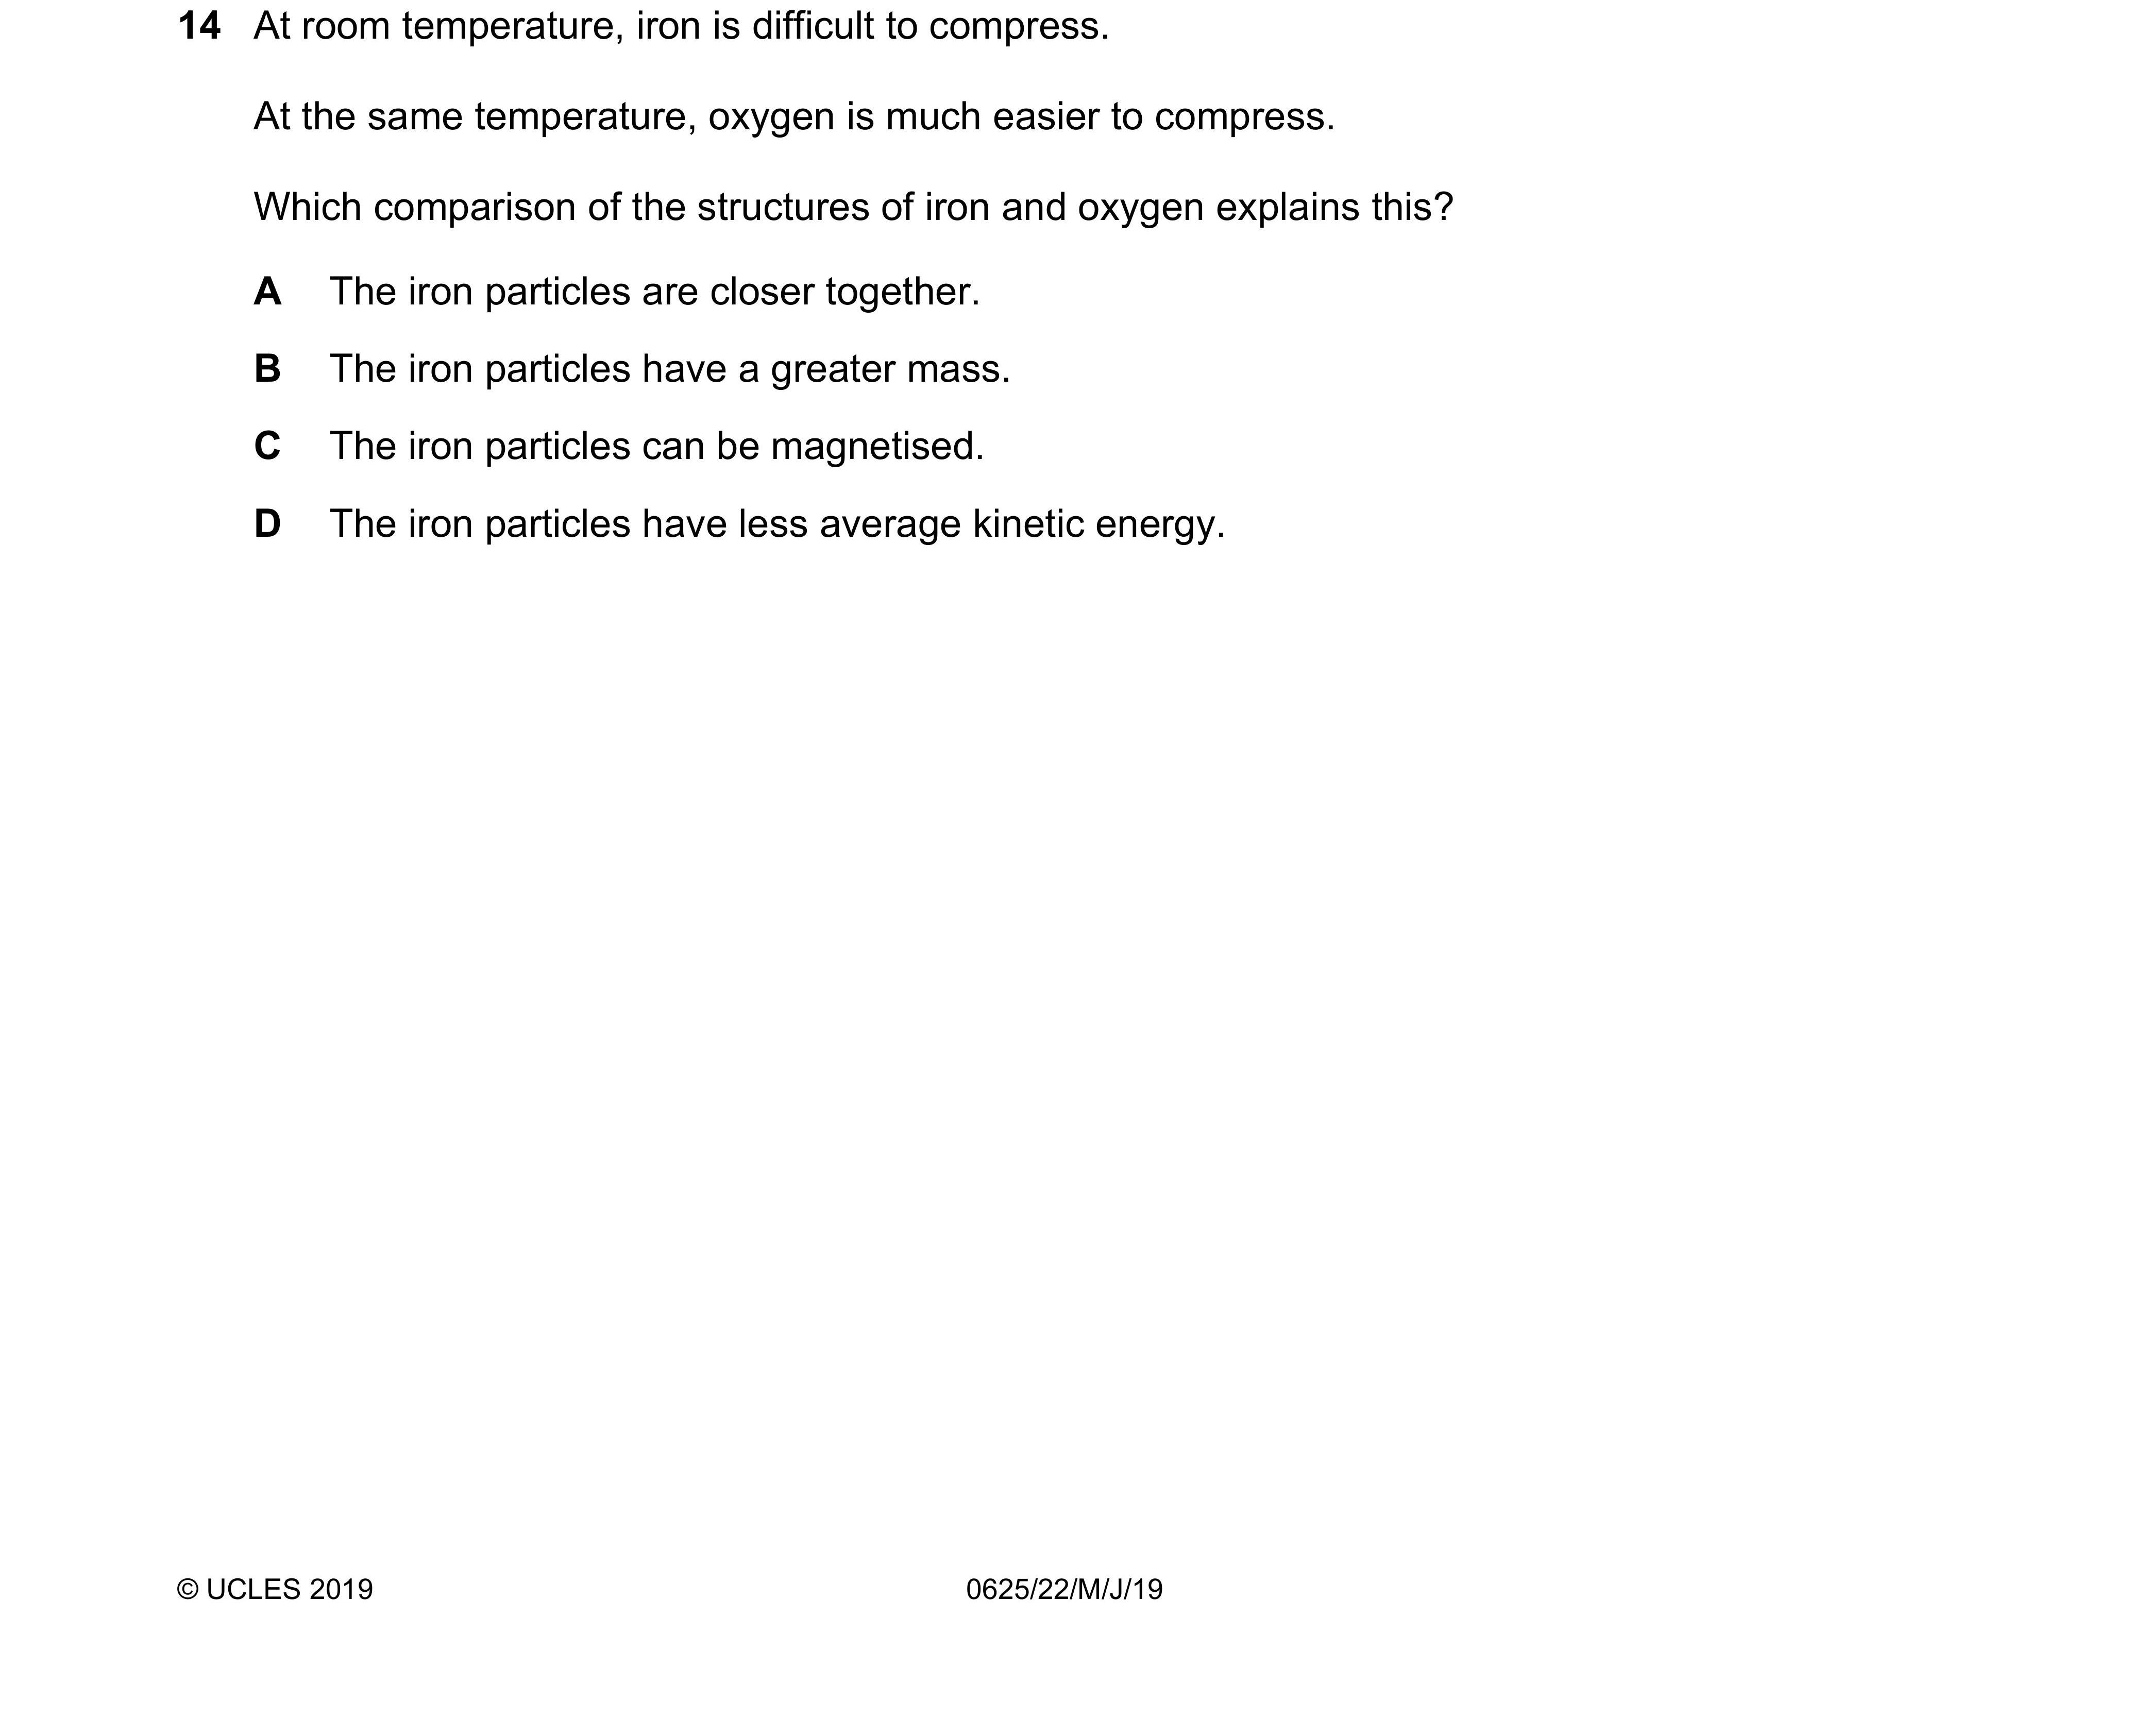 14 At room temperature, iron is difficult to compress.
At the same temperature, oxygen is much easier to compress.
Which comparison of the structures of iron and oxygen explains this?
A The iron particles are closer together.
B The iron particles have a greater mass.
C The iron particles can be magnetised.
D The iron particles have less average kinetic energy.
© UCLES 2019 0625/22/M/J/19